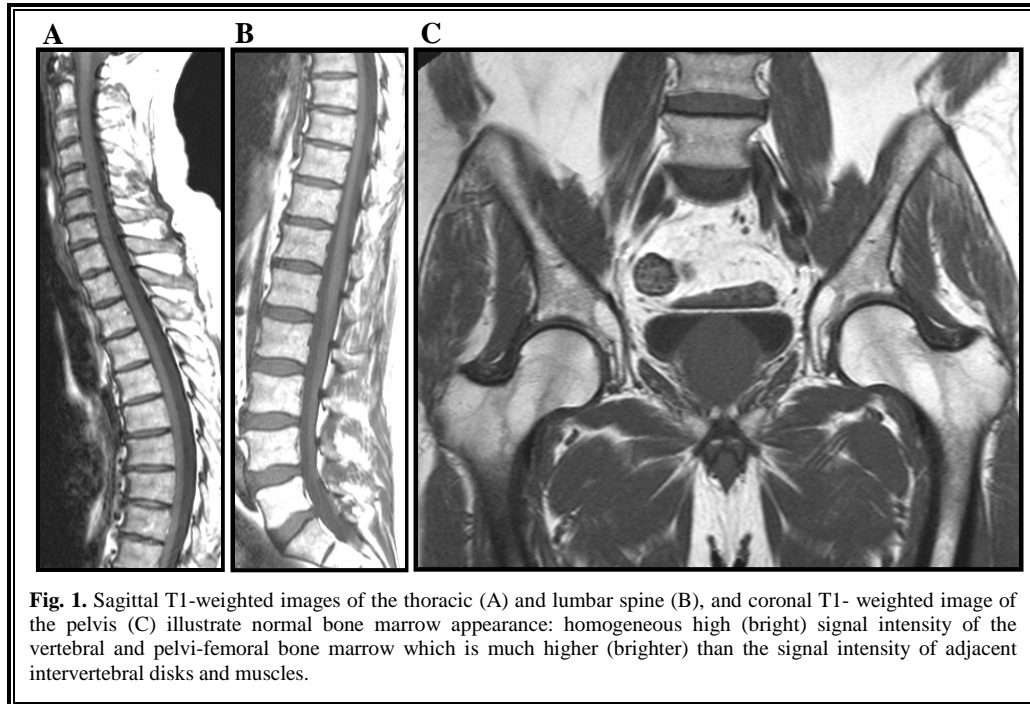 A
B
C
Fig. 1. Sagittal T1-weighted images of the thoracic (A) and lumbar spine (B), and coronal T1- weighted image of
the pelvis (C) illustrate normal bone marrow appearance: homogeneous high (bright) signal intensity of the
vertebral and pelvi-femoral bone marrow which is much higher (brighter) than the signal intensity of adjacent
intervertebral disks and muscles.